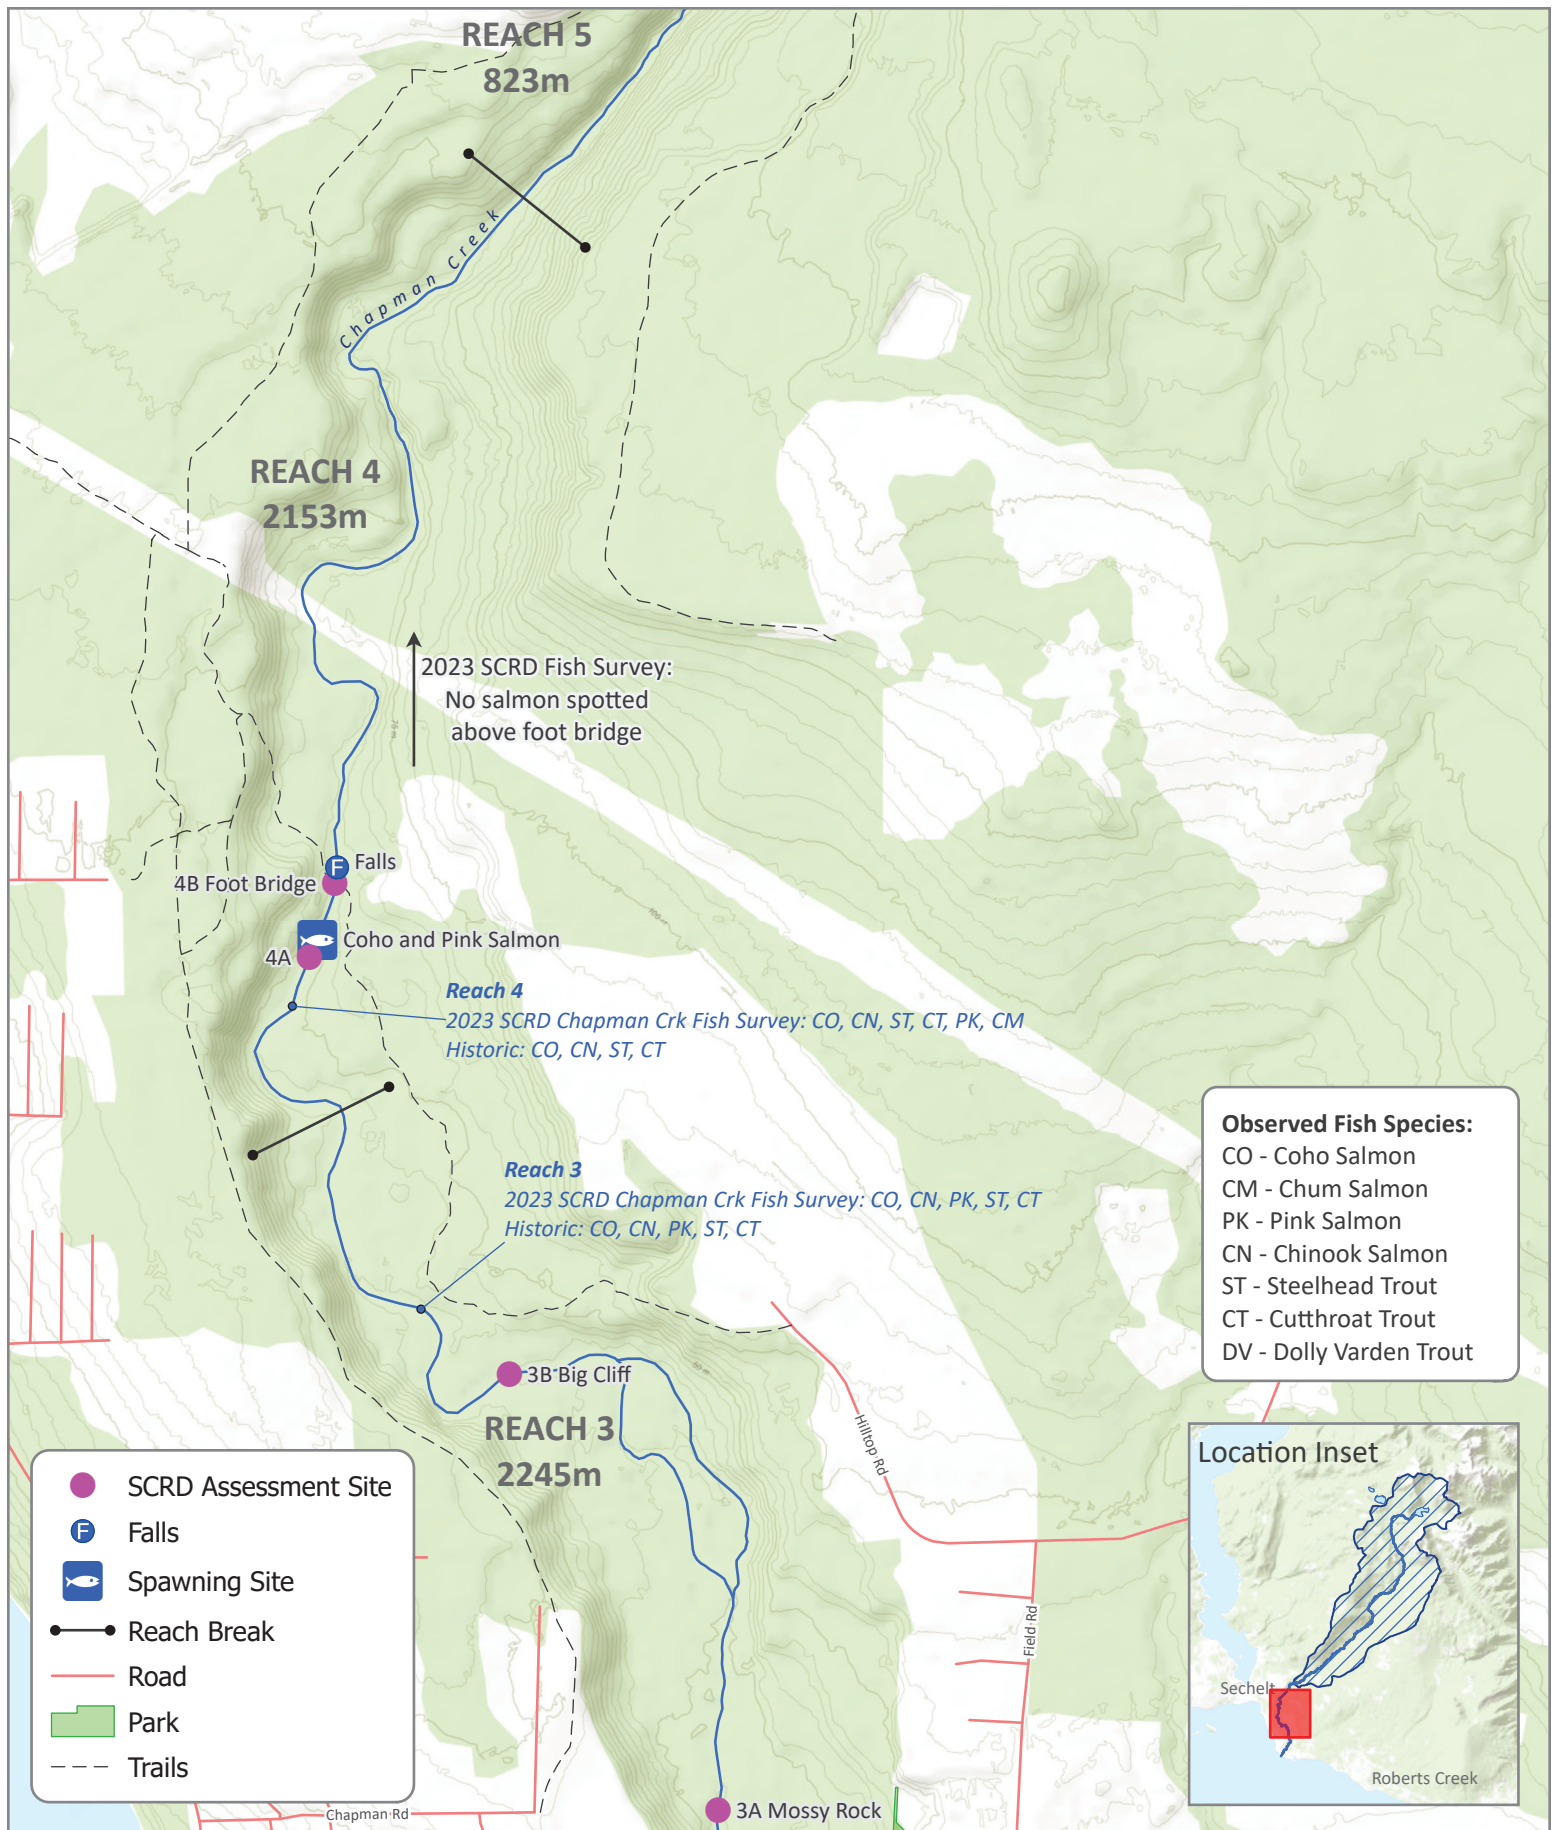 REACH 5
823m
Chapman Creek
REACH 4
2153m
2023 SCRD Fish Survey:
No salmon spotted
above foot bridge
75 m
F
Falls
4B Foot Bridge
100 m
Coho and Pink Salmon
4A
Reach 4
2023 SCRD Chapman Crk Fish Survey: CO, CN, ST, CT, PK, CM
Historic: CO, CN, ST, CT
Reach 3
2023 SCRD Chapman Crk Fish Survey: CO, CN, PK, ST, CT
Historic: CO, CN, PK, ST, CT
Observed Fish Species:
CO - Coho Salmon
CM - Chum Salmon
PK - Pink Salmon
CN - Chinook Salmon
ST - Steelhead Trout
CT - Cutthroat Trout
DV - Dolly Varden Trout
3B Big Cliff
REACH 3
2245m
Hilltop Rd
Field Rd
SCRD Assessment Site
F
Falls
Spawning Site
Reach Break
Road
Park
Trails
Location Inset
Sechelt
Roberts Creek
Chapman Rd
3A Mossy Rock